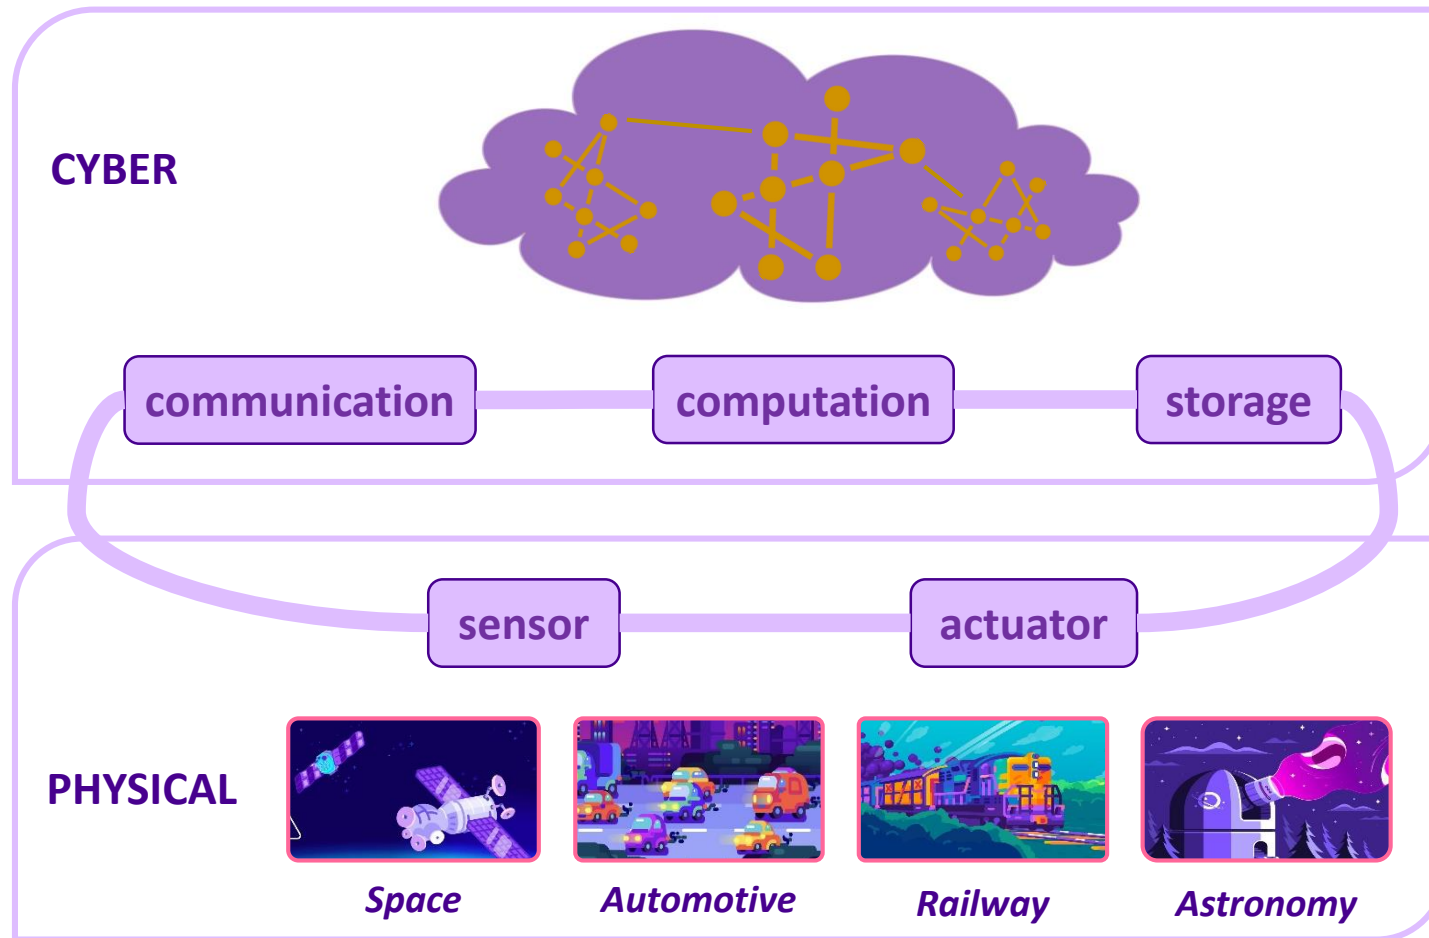 CYBER
communication
computation
storage
sensor
actuator
PHYSICAL
Space
Automotive
Railway
Astronomy